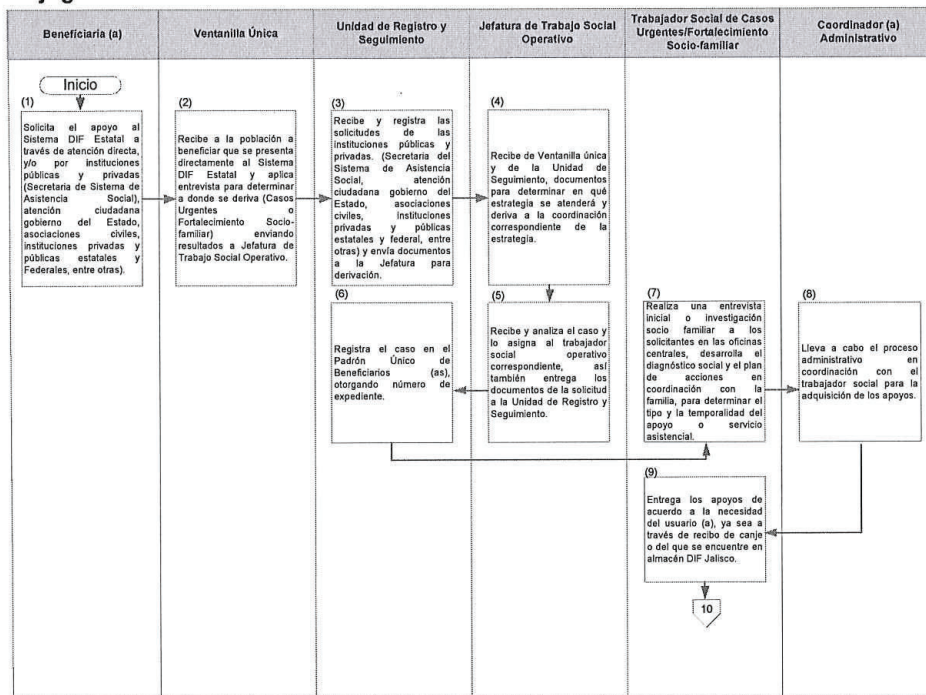 Beneficiaria (a)
Ventanilla Única
Unidad de Registro y
Seguimiento
Jefatura de Trabajo Social
Operativo
Trabajador Social de Casos
Urgentes/Fortalecimiento
Socio-familiar
Coordinador (a)
Administrativo
Inicio
(1)
Solicita el apoyo al
Sistema DIF Estatal a
través de atención directa,
y/o por instituciones
públicas y privadas
(Secretaria de Sistema de
Asistencia Social),
atención ciudadana
gobierno del Estado,
asociaciones civiles,
instituciones privadas y
públicas estatales y
Federales, entre otras).
(2)
Recibe a la población a
beneficiar que se presenta
directamente al Sistema
DIF Estatal y aplica
entrevista para determinar
a donde se deriva (Casos
Urgentes o
Fortalecimiento Socio-
familiar) enviando
resultados a Jefatura de
Trabajo Social Operativo.
(3)
Recibe y registra las
solicitudes de las
instituciones públicas y
privadas. (Secretaria del
Sistema de Asistencia
Social, atención
ciudadana gobierno del
Estado, asociaciones
civiles, instituciones
privadas y públicas
estatales y federal, entre
otras) y envía documentos
a la Jefatura para
derivación.
(4)
Recibe de Ventanilla única
y de la Unidad de
Seguimiento, documentos
para determinar en qué
estrategia se atenderá y
deriva a la coordinación
correspondiente de la
estrategia.
(5)
Recibe y analiza el caso y
lo asigna al trabajador
social operativo
correspondiente, así
también entrega los
documentos de la solicitud
a la Unidad de Registro y
Seguimiento.
(6)
Registra el caso en el
Padrón Único de
Beneficiarios (as),
otorgando número de
expediente.
(7)
Realiza una entrevista
inicial o investigación
socio familiar a los
solicitantes en las oficinas
centrales, desarrolla el
diagnóstico social y el plan
de acciones en
coordinación con la
familia, para determinar el
tipo y la temporalidad del
apoyo o servicio
asistencial.
(8)
Lleva a cabo el proceso
administrativo en
coordinación con el
trabajador social para la
adquisición de los apoyos.
(9)
Entrega los apoyos de
acuerdo a la necesidad
del usuario (a), ya sea a
través de recibo de canje
o del que se encuentre en
almacén DIF Jalisco.
10